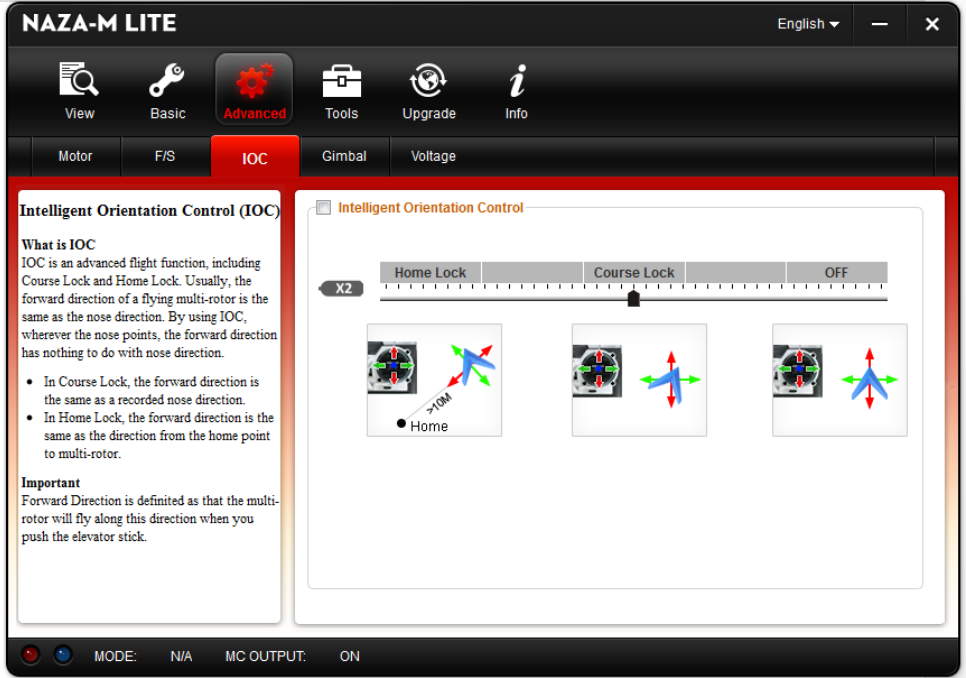 NAZA-M LITE
English
View
Basic
Advanced
Tools
Upgrade
Info
Motor
F/S
IOC
Gimbal
Voltage
Intelligent Orientation Control (IOC)
What is IOC
IOC is an advanced flight function, including
Course Lock and Home Lock. Usually, the
forward direction of a flying multi-rotor is the
same as the nose direction. By using IOC,
wherever the nose points, the forward direction
has nothing to do with nose direction.
• In Course Lock, the forward direction is
the same as a recorded nose direction.
• In Home Lock, the forward direction is the
same as the direction from the home point
to multi-rotor.
Important
Forward Direction is definited as that the multi-
rotor will fly along this direction when you
push the elevator stick.
Intelligent Orientation Control
Home Lock
Course Lock
OFF
X2
>10M
Home
MODE: N/A MC OUTPUT: ON